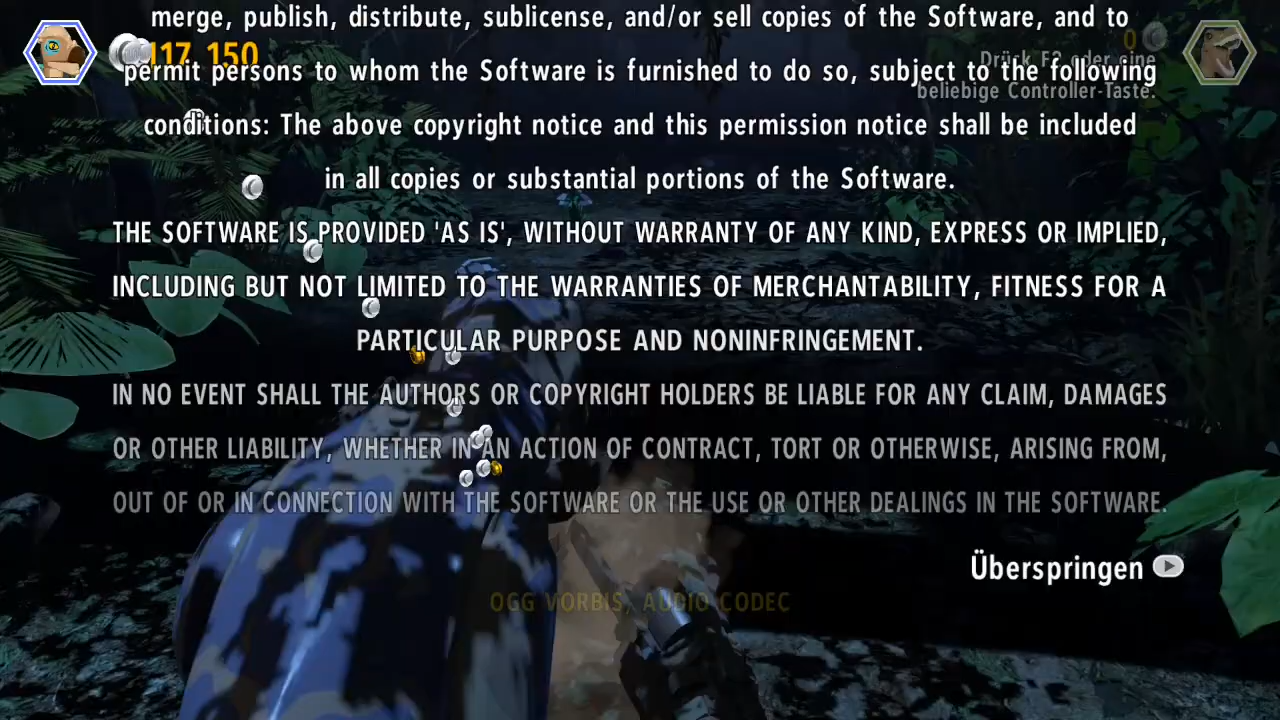 merge, publish, distribute, sublicense, and/or sell copies of the Software, and to
117 150
0
Drück F2 oder eine
permit persons to whom the Software is furnished to do so, subject to the following
beliebige Controller-Taste.
conditions: The above copyright notice and this permission notice shall be included
in all copies or substantial portions of the Software.
THE SOFTWARE IS PROVIDED 'AS IS', WITHOUT WARRANTY OF ANY KIND, EXPRESS OR IMPLIED,
INCLUDING BUT NOT LIMITED TO THE WARRANTIES OF MERCHANTABILITY, FITNESS FOR A
PARTICULAR PURPOSE AND NONINFRINGEMENT.
IN NO EVENT SHALL THE AUTHORS OR COPYRIGHT HOLDERS BE LIABLE FOR ANY CLAIM, DAMAGES
OR OTHER LIABILITY, WHETHER IN AN ACTION OF CONTRACT, TORT OR OTHERWISE, ARISING FROM,
OUT OF OR IN CONNECTION WITH THE SOFTWARE OR THE USE OR OTHER DEALINGS IN THE SOFTWARE.
Überspringen
OGG VORBIS, AUDIO CODEC